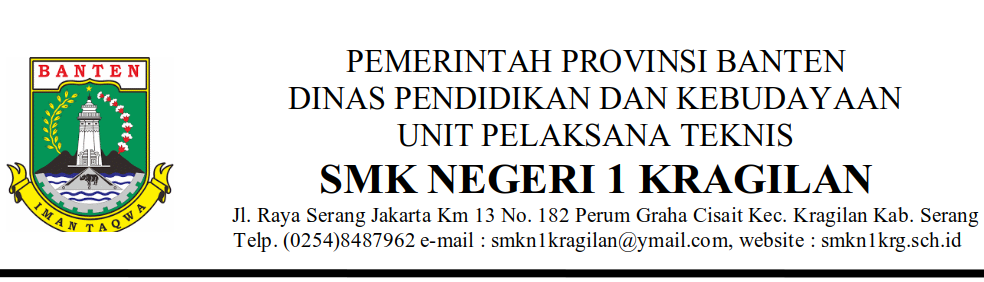 BANTEN
IMAN TAQWA
PEMERINTAH PROVINSI BANTEN
DINAS PENDIDIKAN DAN KEBUDAYAAN
UNIT PELAKSANA TEKNIS
SMK NEGERI 1 KRAGILAN
Jl. Raya Serang Jakarta Km 13 No. 182 Perum Graha Cisait Kec. Kragilan Kab. Serang
Telp. (0254)8487962 e-mail : smkn1kragilan@ymail.com, website : smkn1krg.sch.id